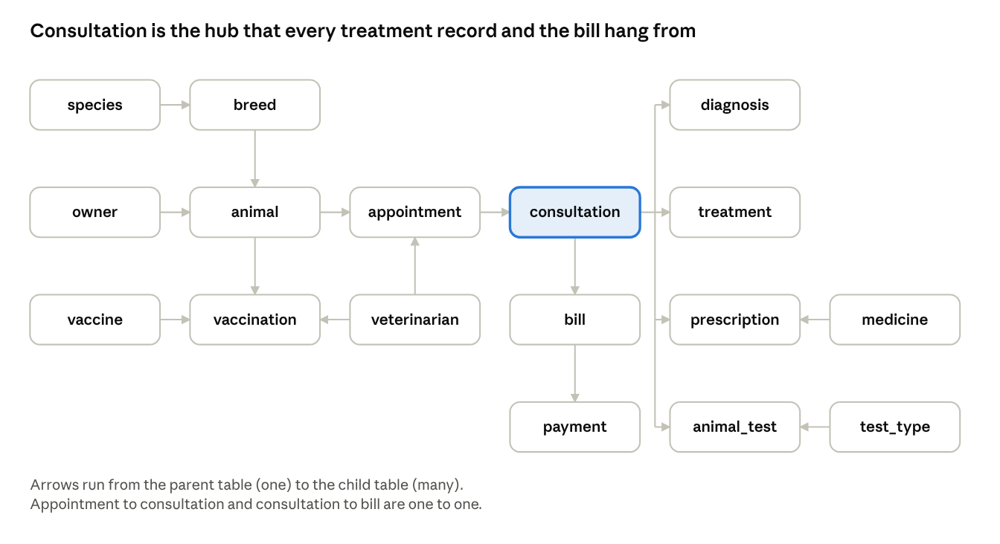 Consultation is the hub that every treatment record and the bill hang from
species
breed
diagnosis
owner
animal
appointment
consultation
treatment
vaccine
vaccination
veterinarian
bill
prescription
medicine
payment
animal_test
test_type
Arrows run from the parent table (one) to the child table (many).
Appointment to consultation and consultation to bill are one to one.